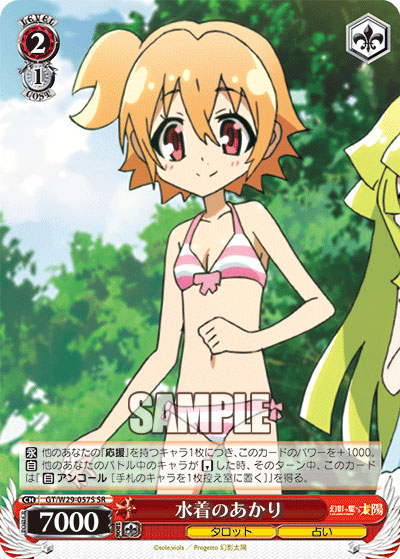 LEVEL
2
1
COST
SAMPLE
永 他のあなたの「応援」を持つキャラ1枚につき、このカードのパワーを+1000。
自 他のあなたのバトル中のキャラが【】した時、そのターン中、このカード
は『自 アンコール [手札のキャラを1枚控え室に置く]』を得る。
CH GT/W29-057S SR
©sole;viola / Progetto 幻影太陽
幻影ヲ駆ケル太陽
7000
水着のあかり
タロット
占い